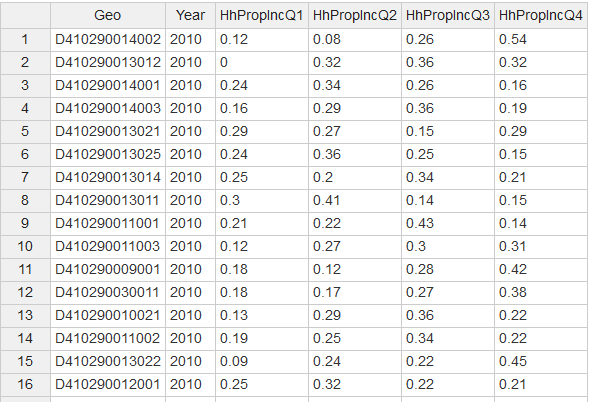 Geo Year HhPropIncQ1 HhPropIncQ2 HhPropIncQ3 HhPropIncQ4
1 D410290014002 2010 0.12 0.08 0.26 0.54
2 D410290013012 2010 0 0.32 0.36 0.32
3 D410290014001 2010 0.24 0.34 0.26 0.16
4 D410290014003 2010 0.16 0.29 0.36 0.19
5 D410290013021 2010 0.29 0.27 0.15 0.29
6 D410290013025 2010 0.24 0.36 0.25 0.15
7 D410290013014 2010 0.25 0.2 0.34 0.21
8 D410290013011 2010 0.3 0.41 0.14 0.15
9 D410290011001 2010 0.21 0.22 0.43 0.14
10 D410290011003 2010 0.12 0.27 0.3 0.31
11 D410290009001 2010 0.18 0.12 0.28 0.42
12 D410290030011 2010 0.18 0.17 0.27 0.38
13 D410290010021 2010 0.13 0.29 0.36 0.22
14 D410290011002 2010 0.19 0.25 0.34 0.22
15 D410290013022 2010 0.09 0.24 0.22 0.45
16 D410290012001 2010 0.25 0.32 0.22 0.21